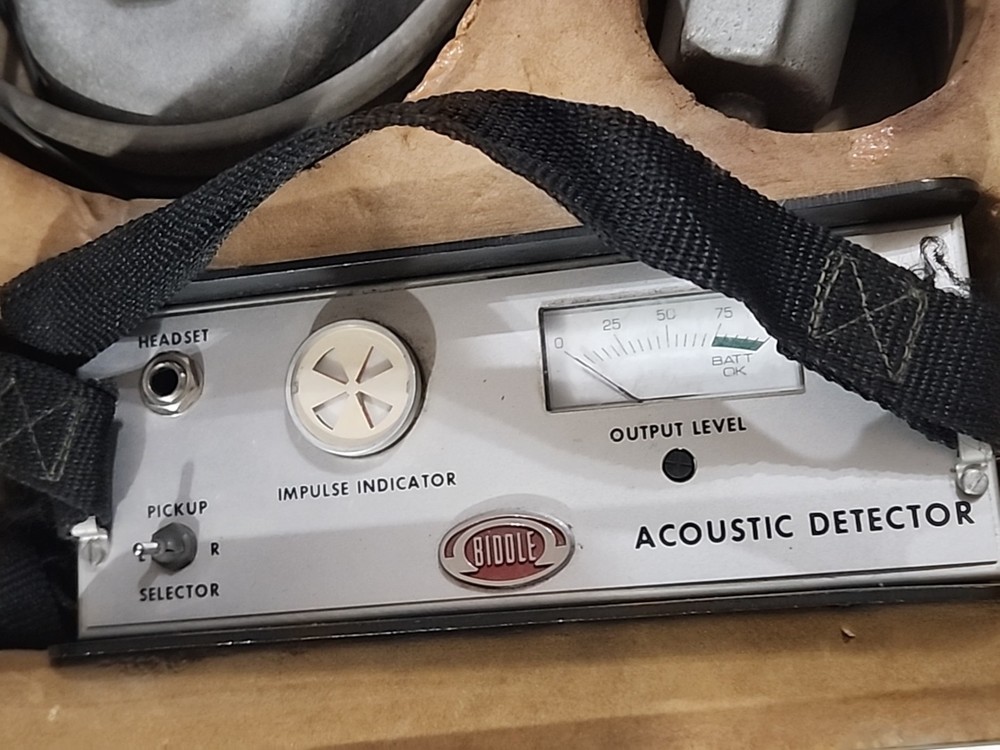 HEADSET
0 25 50 75
BATT
OK
OUTPUT LEVEL
IMPULSE INDICATOR
PICKUP
L R
SELECTOR
BIDDLE
ACOUSTIC DETECTOR